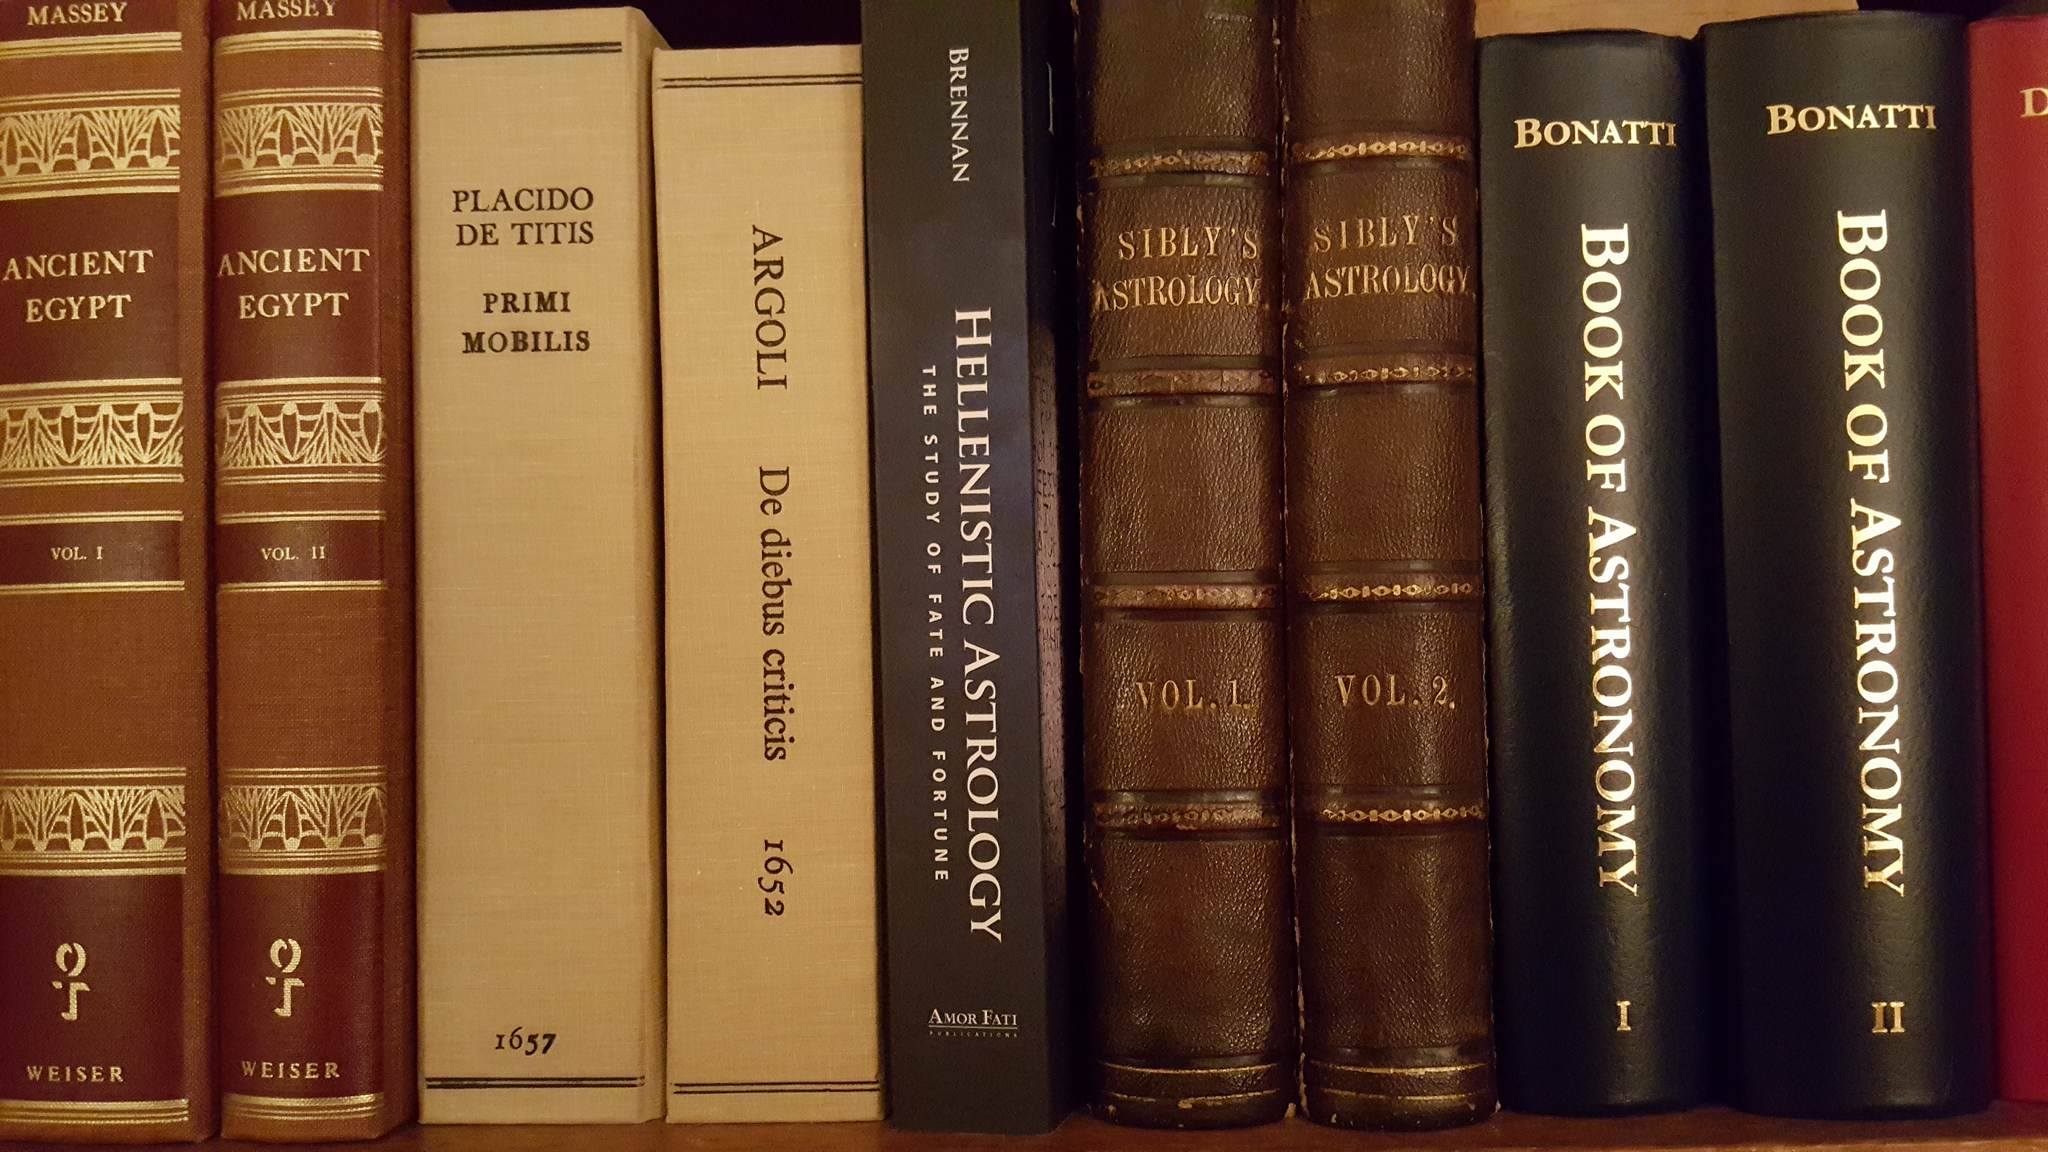 MASSEY
ANCIENT
EGYPT
VOL. I
WEISER
MASSEY
ANCIENT
EGYPT
VOL. II
WEISER
PLACIDO
DE TITIS
PRIMI
MOBILIS
1657
ARGOLI De diebus criticis 1652
BRENNAN
HELLENISTIC ASTROLOGY
THE STUDY OF FATE AND FORTUNE
AMOR FATI
PUBLICATIONS
SIBLY'S
ASTROLOGY.
VOL. 1.
SIBLY'S
ASTROLOGY.
VOL. 2.
BONATTI
BOOK OF ASTRONOMY
I
BONATTI
BOOK OF ASTRONOMY
II
D